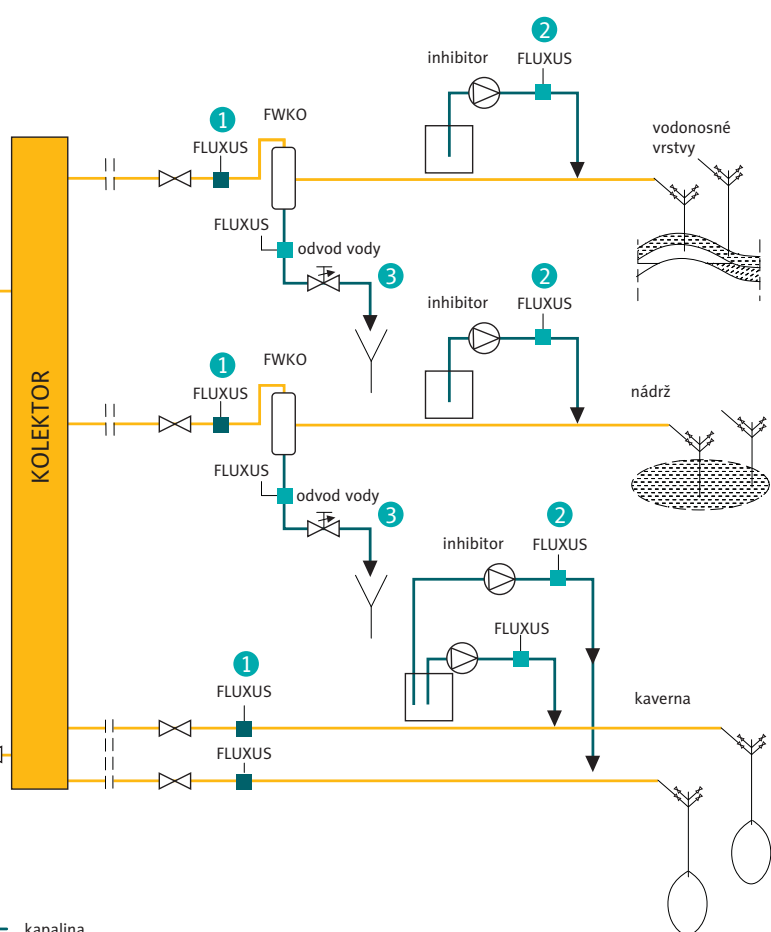 2
inhibitor
FLUXUS
1
FWKO
FLUXUS
vodonosné
vrstvy
FLUXUS
odvod vody
3
2
inhibitor
FLUXUS
1
FWKO
FLUXUS
nádrž
KOLEKTOR
FLUXUS
odvod vody
3
2
inhibitor
FLUXUS
FLUXUS
1
FLUXUS
kaverna
FLUXUS
kapalina